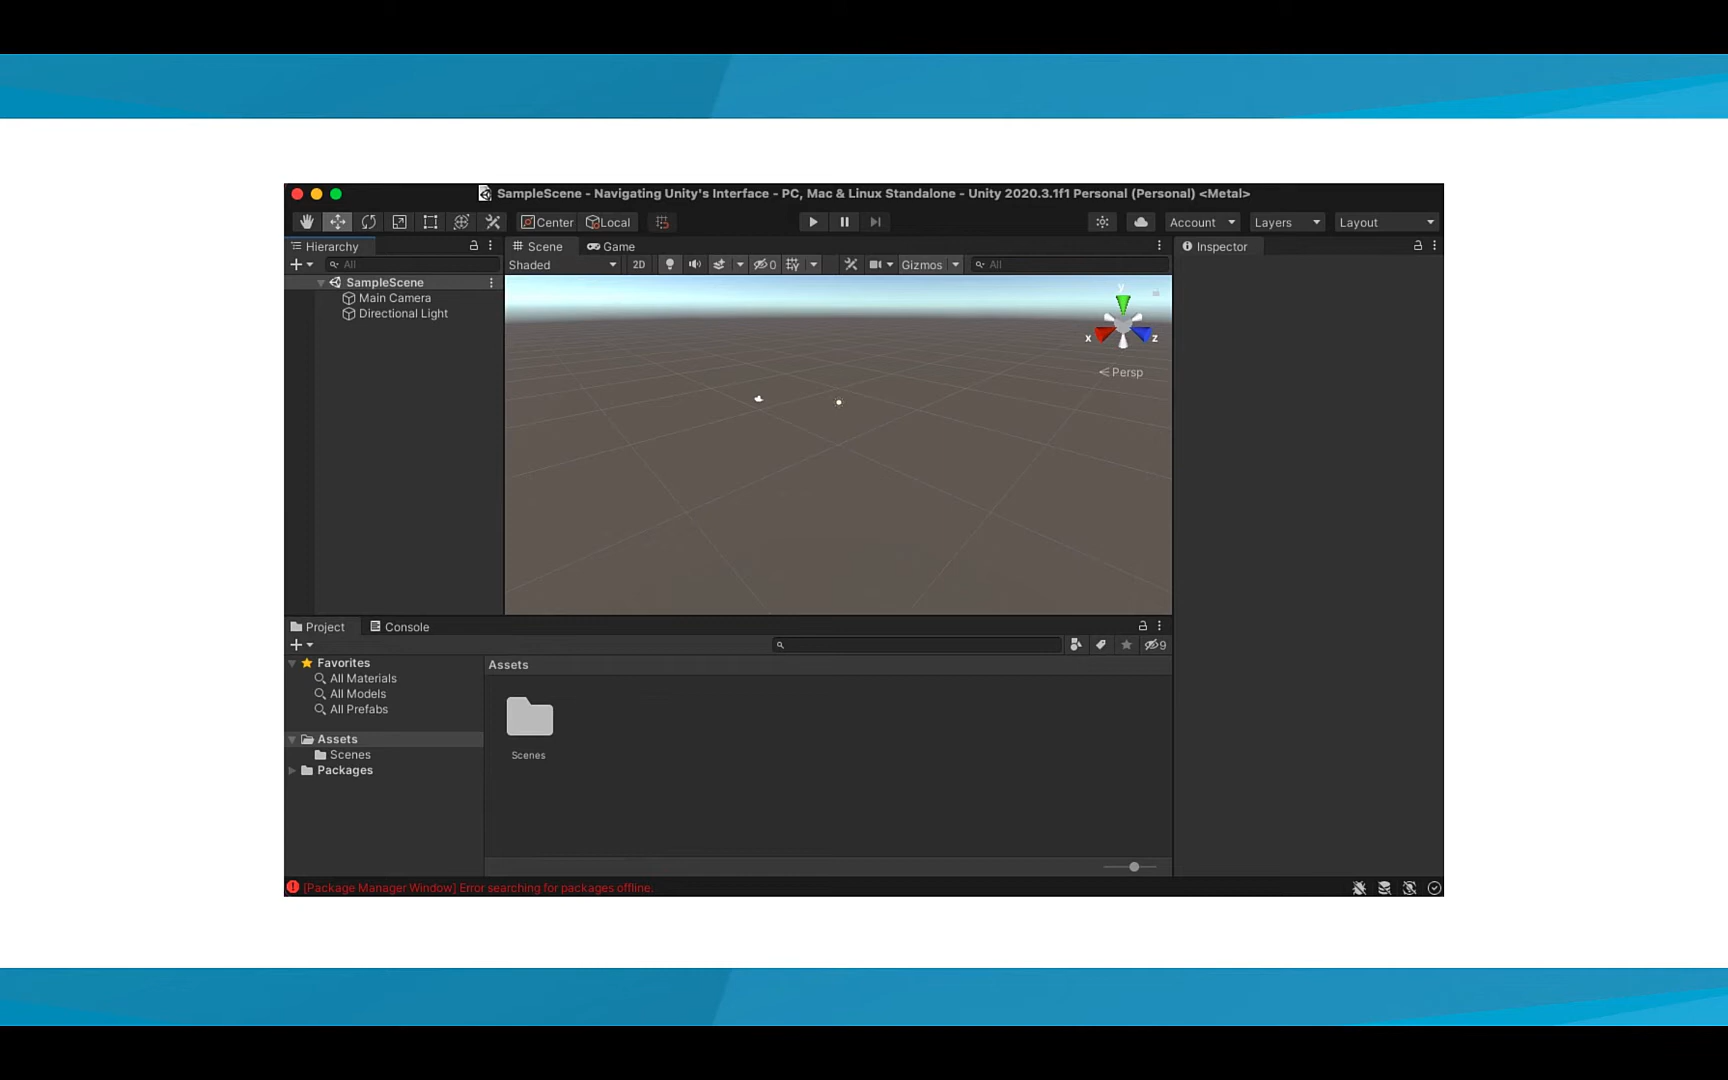 SampleScene - Navigating Unity's Interface - PC, Mac & Linux Standalone - Unity 2020.3.1f1 Personal (Personal) <Metal>
Center Local Account Layers Layout
Hierarchy
All
SampleScene
Main Camera
Directional Light
Scene Game
Shaded 2D 0 Gizmos All
y
x z
Persp
Inspector
Project Console
9
Favorites
All Materials
All Models
All Prefabs
Assets
Scenes
Packages
Assets
Scenes
[Package Manager Window] Error searching for packages offline.